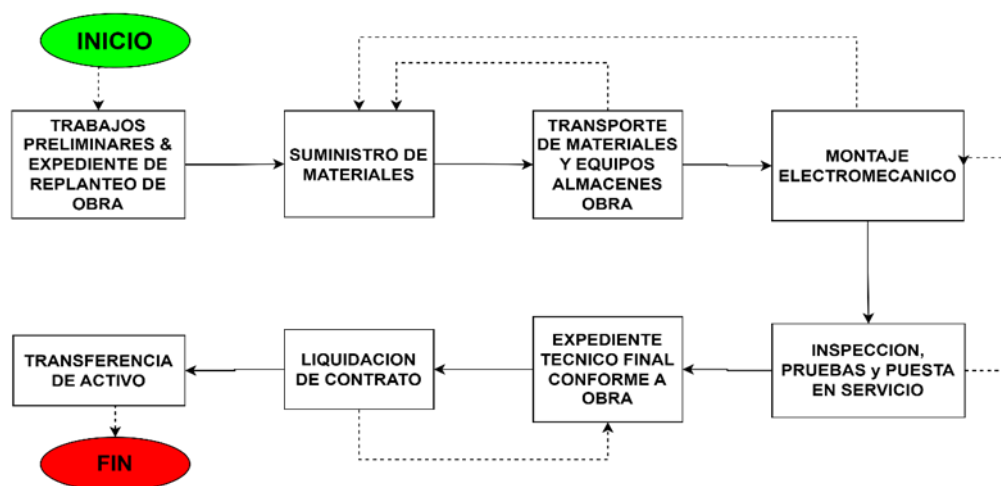 INICIO
TRABAJOS
PRELIMINARES &
EXPEDIENTE DE
REPLANTEO DE
OBRA
SUMINISTRO DE
MATERIALES
TRANSPORTE
DE MATERIALES
Y EQUIPOS
ALMACENES
OBRA
MONTAJE
ELECTROMECANICO
TRANSFERENCIA
DE ACTIVO
LIQUIDACION
DE CONTRATO
EXPEDIENTE
TECNICO FINAL
CONFORME A
OBRA
INSPECCION,
PRUEBAS y PUESTA
EN SERVICIO
FIN